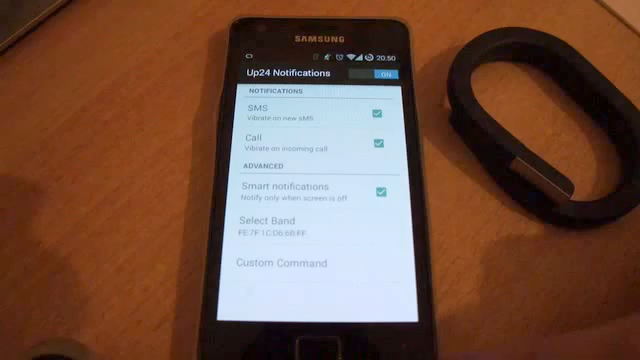 SAMSUNG
20:50
Up24 Notifications
ON
NOTIFICATIONS
SMS
Vibrate on new SMS
Call
Vibrate on incoming call
ADVANCED
Smart notifications
Notify only when screen is off
Select Band
Custom Command